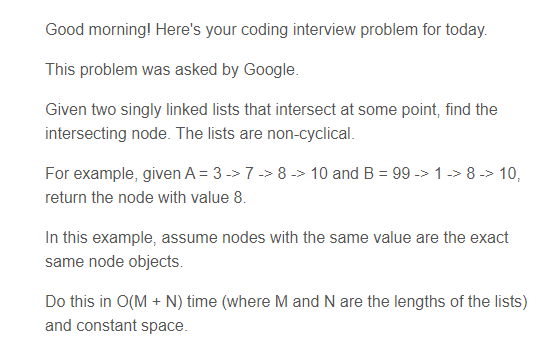 Good morning! Here's your coding interview problem for today.
This problem was asked by Google.
Given two singly linked lists that intersect at some point, find the
intersecting node. The lists are non-cyclical.
For example, given A = 3 -> 7 -> 8 -> 10 and B = 99 -> 1 -> 8 -> 10,
return the node with value 8.
In this example, assume nodes with the same value are the exact
same node objects.
Do this in O(M + N) time (where M and N are the lengths of the lists)
and constant space.